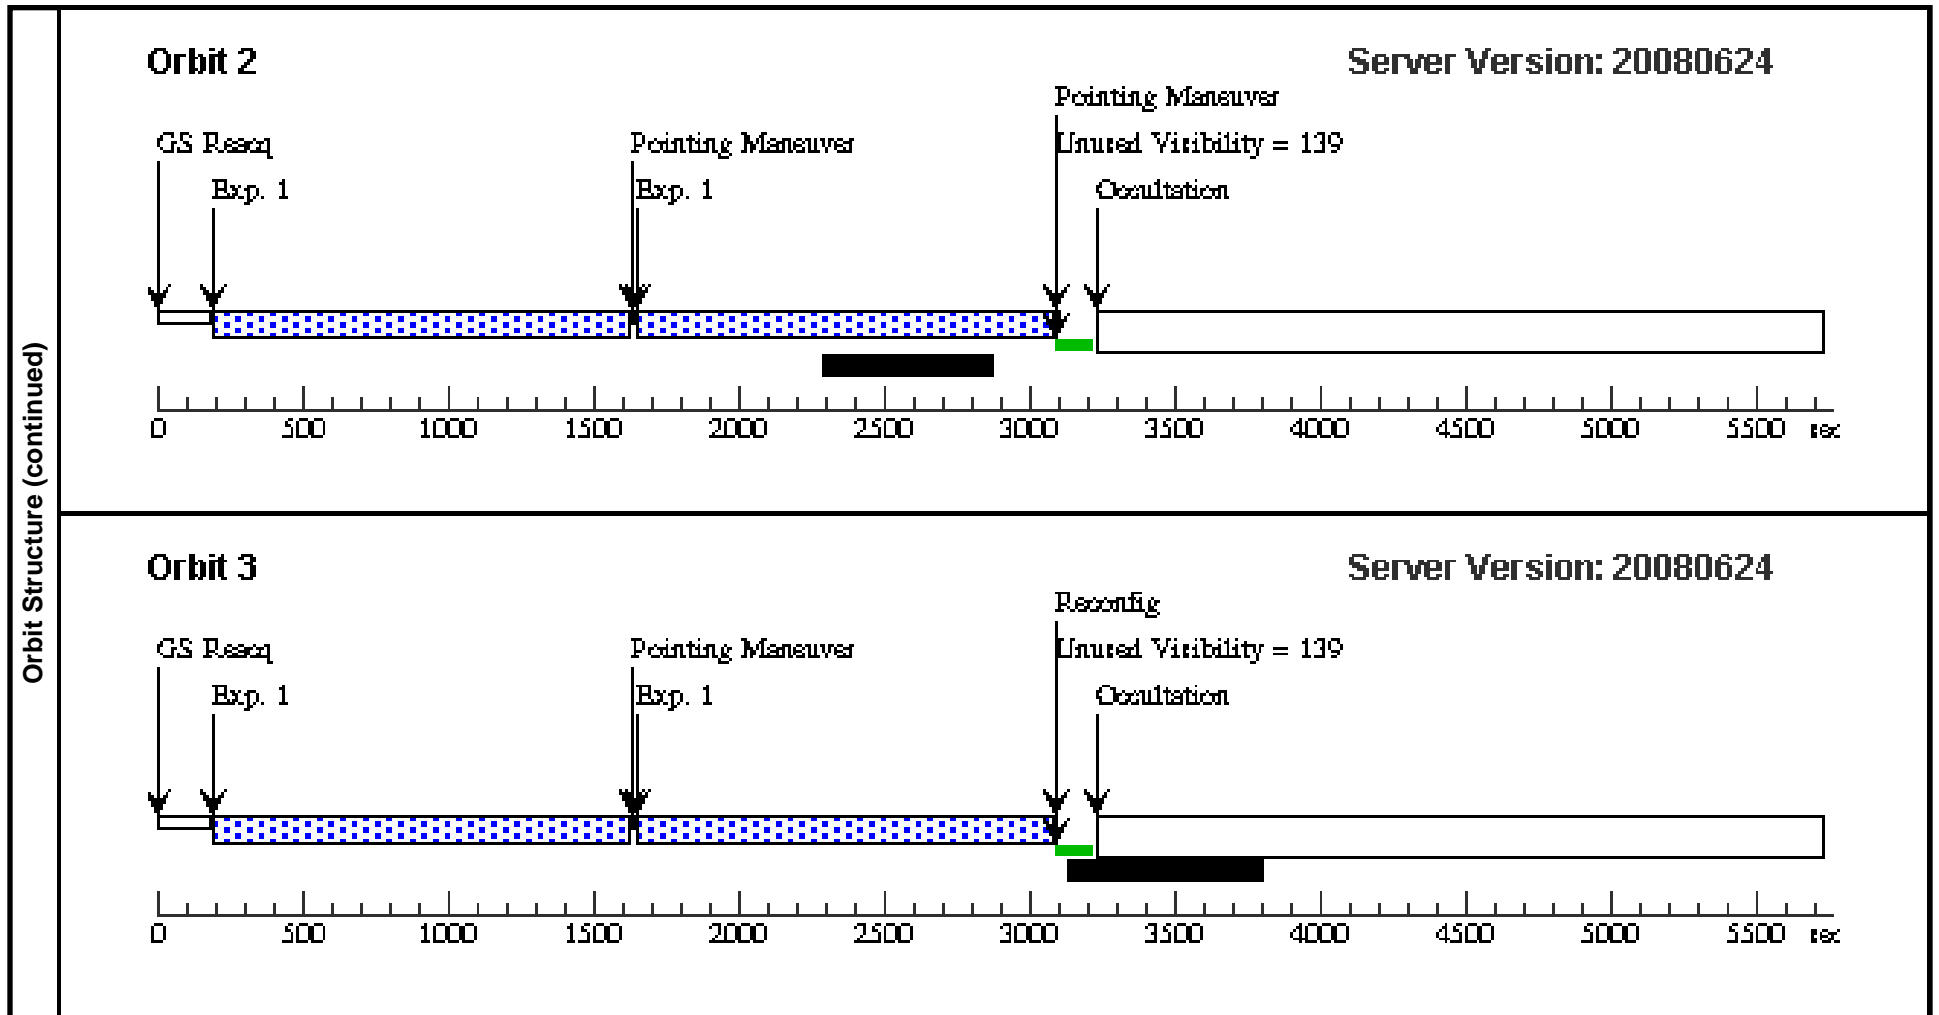 Orbit Structure (continued)
Orbit 2
Server Version: 20080624
Pointing Maneuver
GS Reacq
Pointing Maneuver
Unused Visibility = 139
Exp. 1
Exp. 1
Occultation
0 500 1000 1500 2000 2500 3000 3500 4000 4500 5000 5500 sec
Orbit 3
Server Version: 20080624
Reconfig
GS Reacq
Pointing Maneuver
Unused Visibility = 139
Exp. 1
Exp. 1
Occultation
0 500 1000 1500 2000 2500 3000 3500 4000 4500 5000 5500 sec